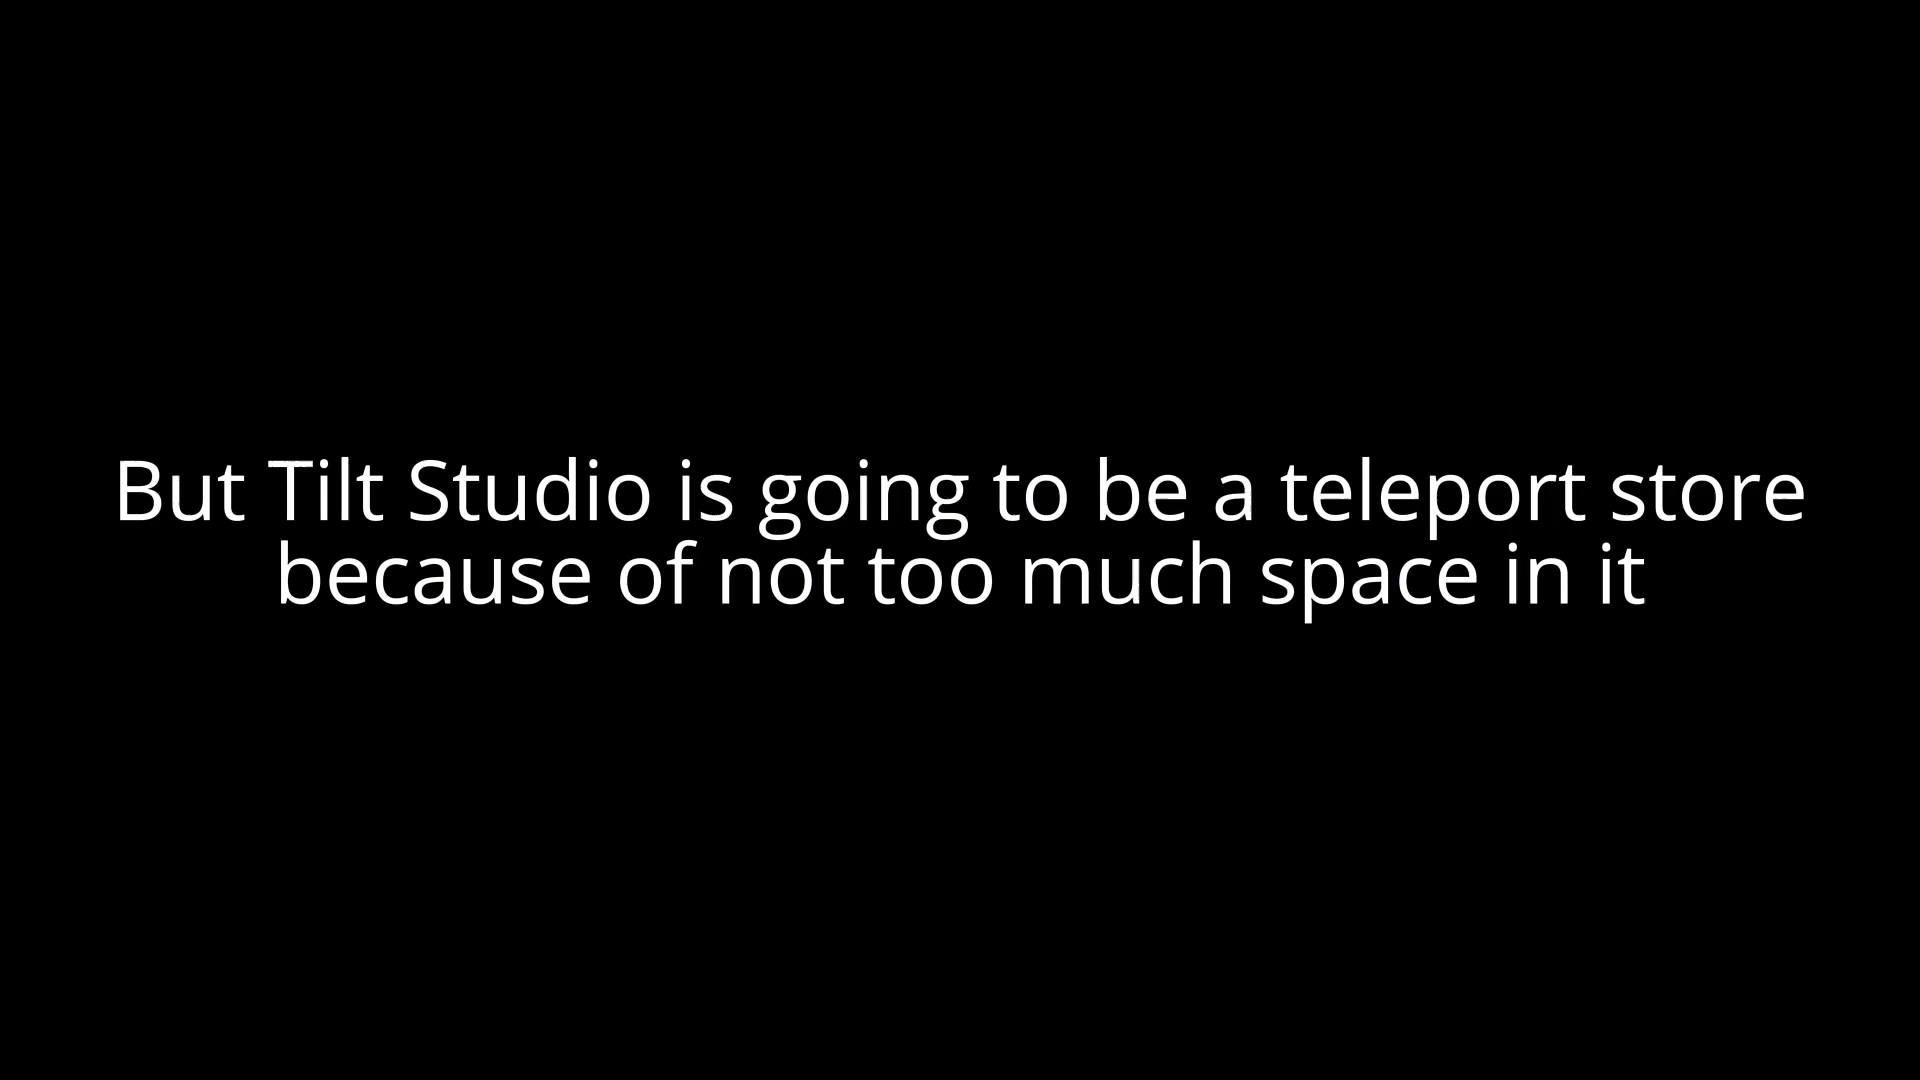 But Tilt Studio is going to be a teleport store
because of not too much space in it